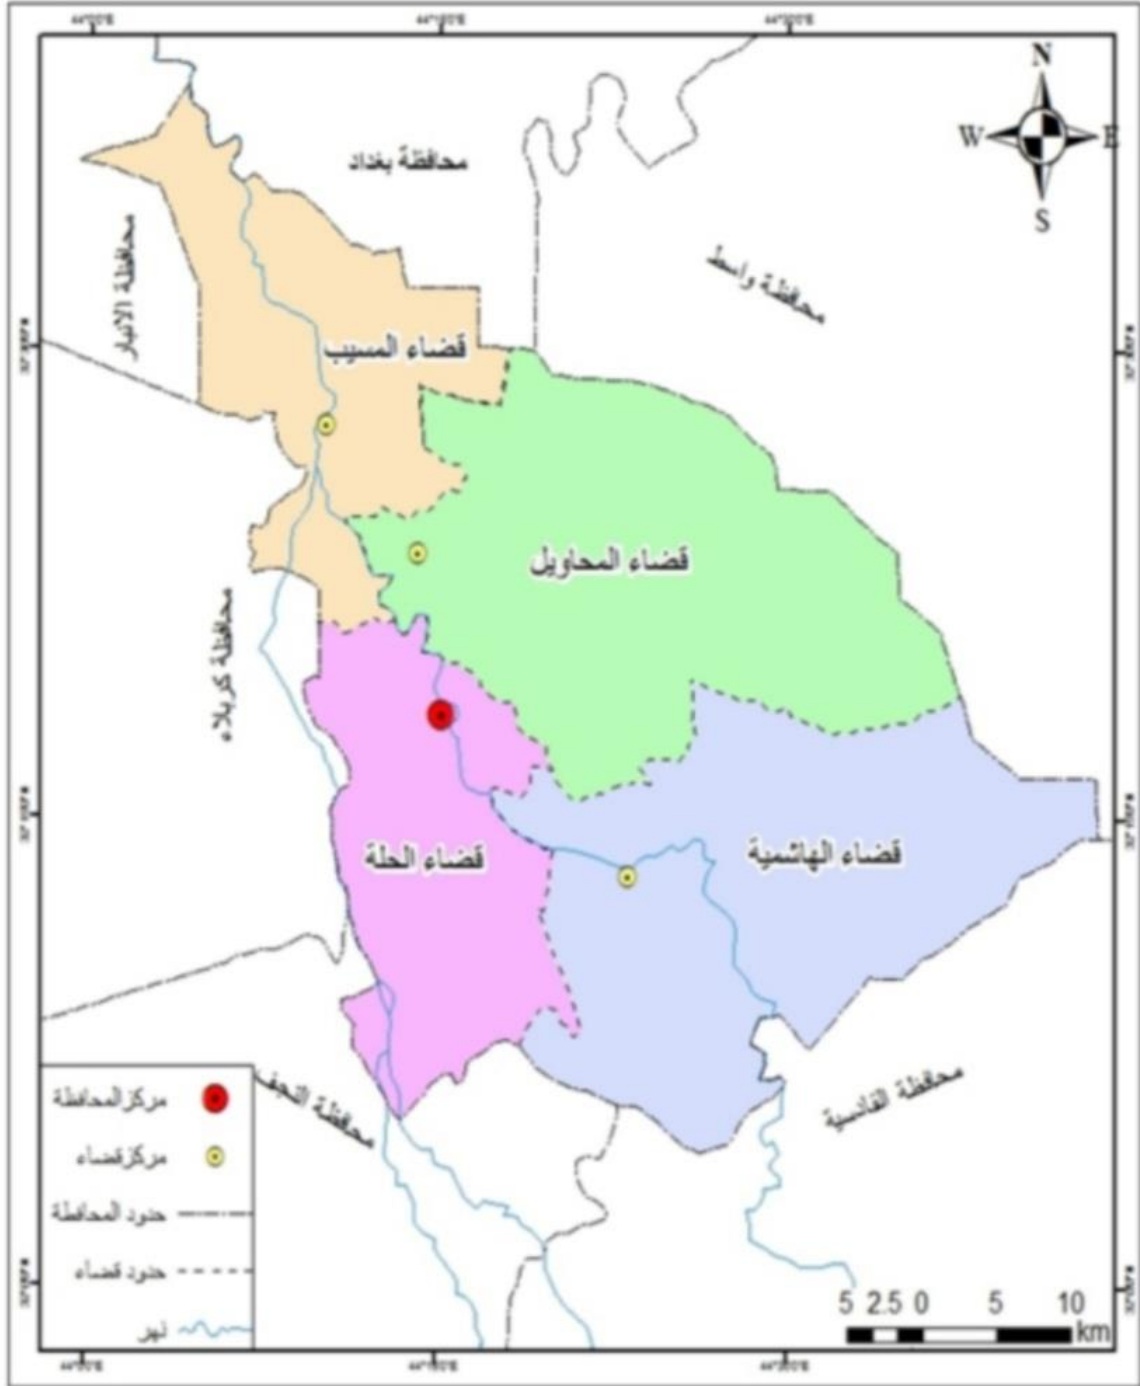 N
W E
S
محافظة بغداد
محافظة واسط
محافظة الانبار
قضاء المسيب
قضاء المحاويل
محافظة كربلاء
قضاء الحلة
قضاء الهاشمية
محافظة القادسية
محافظة النجف
مركز المحافظة
مركز قضاء
حدود المحافظة
حدود قضاء
نهر
5 2.5 0 5 10
km